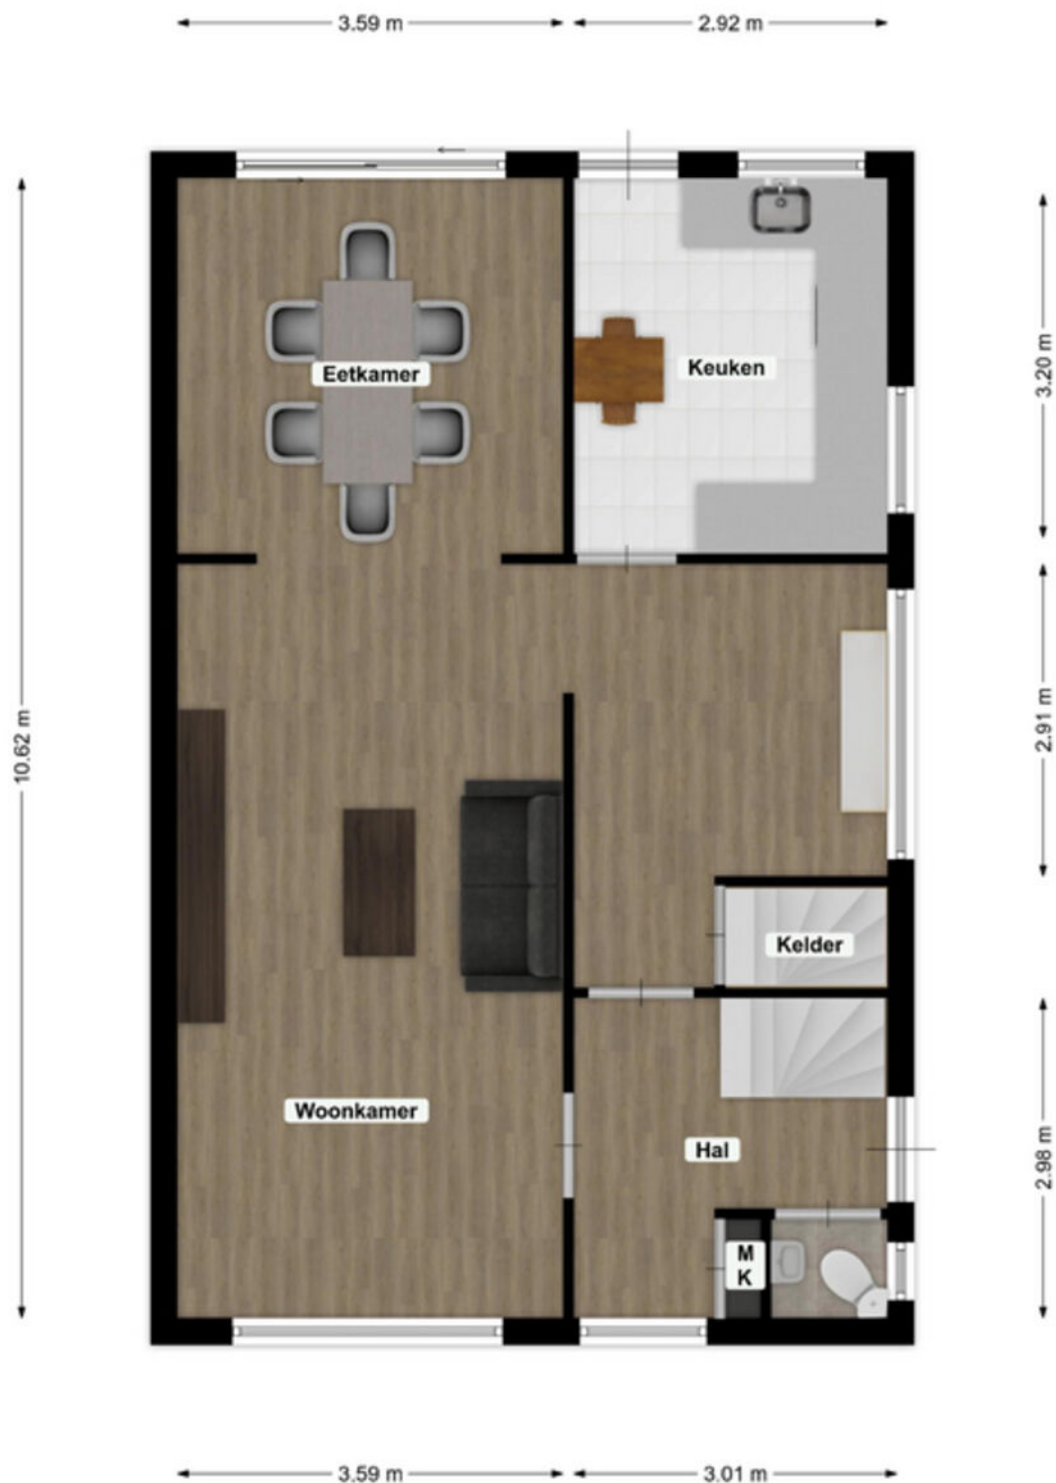 3.59 m
2.92 m
Eetkamer
Keuken
3.20 m
10.62 m
2.91 m
Kelder
Woonkamer
Hal
2.98 m
M
K
3.59 m
3.01 m